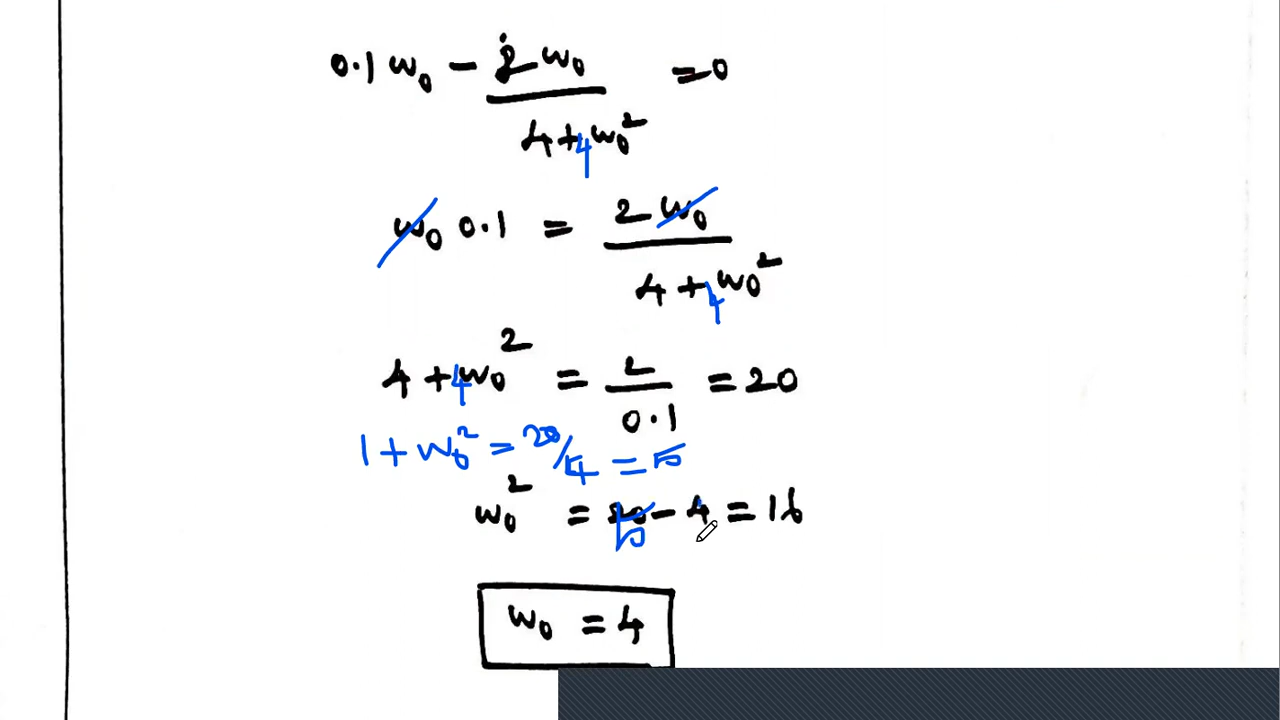 0.1 w₀ - 2w₀ / 4+4w₀² = 0
w₀ 0.1 = 2w₀ / 4+4w₀²
4+4w₀² = 2 / 0.1 = 20
1+w₀² = 20/4 = 5
w₀² = 5 - 4 = 16
w₀ = 4